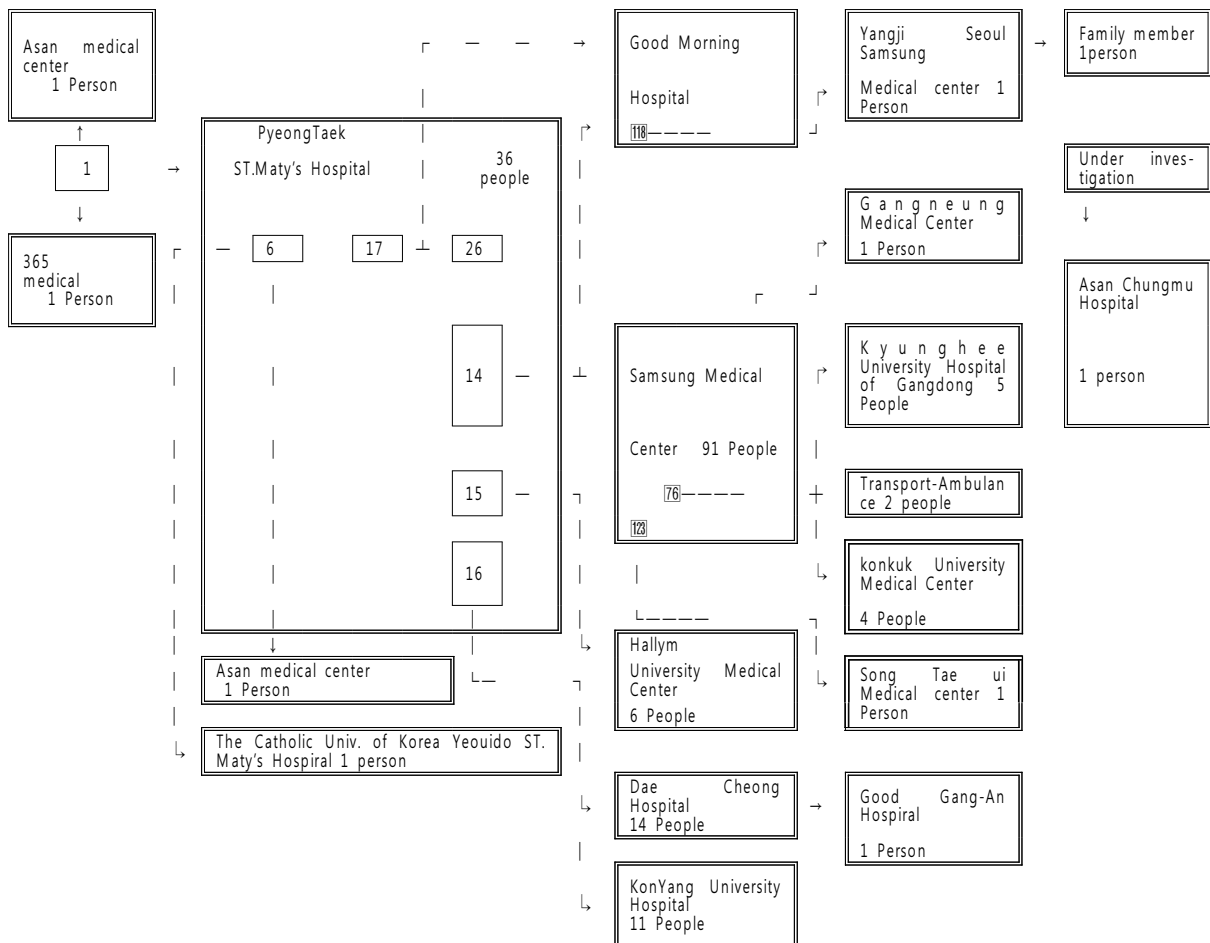 Asan medical
center
1 Person
1
365
medical
1 Person
PyeongTaek
ST.Maty's Hospital
36
people
6
17
26
14
15
16
Asan medical center
1 Person
The Catholic Univ. of Korea Yeouido ST.
Maty's Hospiral 1 person
Good Morning
Hospital
118
Samsung Medical
Center 91 People
76
123
Hallym
University Medical
Center
6 People
Dae Cheong
Hospital
14 People
KonYang University
Hospital
11 People
Yangji Seoul
Samsung
Medical center 1
Person
Gangneung
Medical Center
1 Person
Kyunghee
University Hospital
of Gangdong 5
People
Transport-Ambulan
ce 2 people
konkuk University
Medical Center
4 People
Song Tae ui
Medical center 1
Person
Good Gang-An
Hospiral
1 Person
Family member
1person
Under inves-
tigation
Asan Chungmu
Hospital
1 person